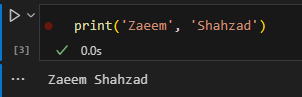 print('Zaeem', 'Shahzad')
[3]
0.0s
Zaeem Shahzad